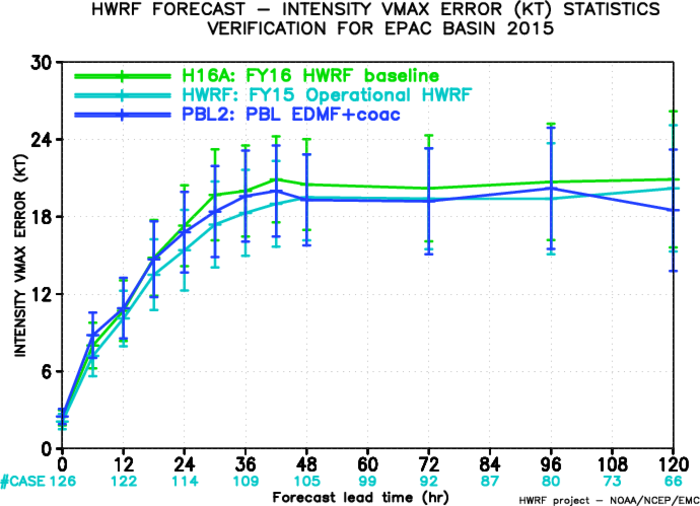 HWRF FORECAST – INTENSITY VMAX ERROR (KT) STATISTICS
VERIFICATION FOR EPAC BASIN 2015
H16A: FY16 HWRF baseline
HWRF: FY15 Operational HWRF
PBL2: PBL EDMF+coac
INTENSITY VMAX ERROR (KT)
30
24
18
12
6
0
0 12 24 36 48 60 72 84 96 108 120
#CASE 126 122 114 109 105 99 92 87 80 73 66
Forecast lead time (hr)
HWRF project – NOAA/NCEP/EMC